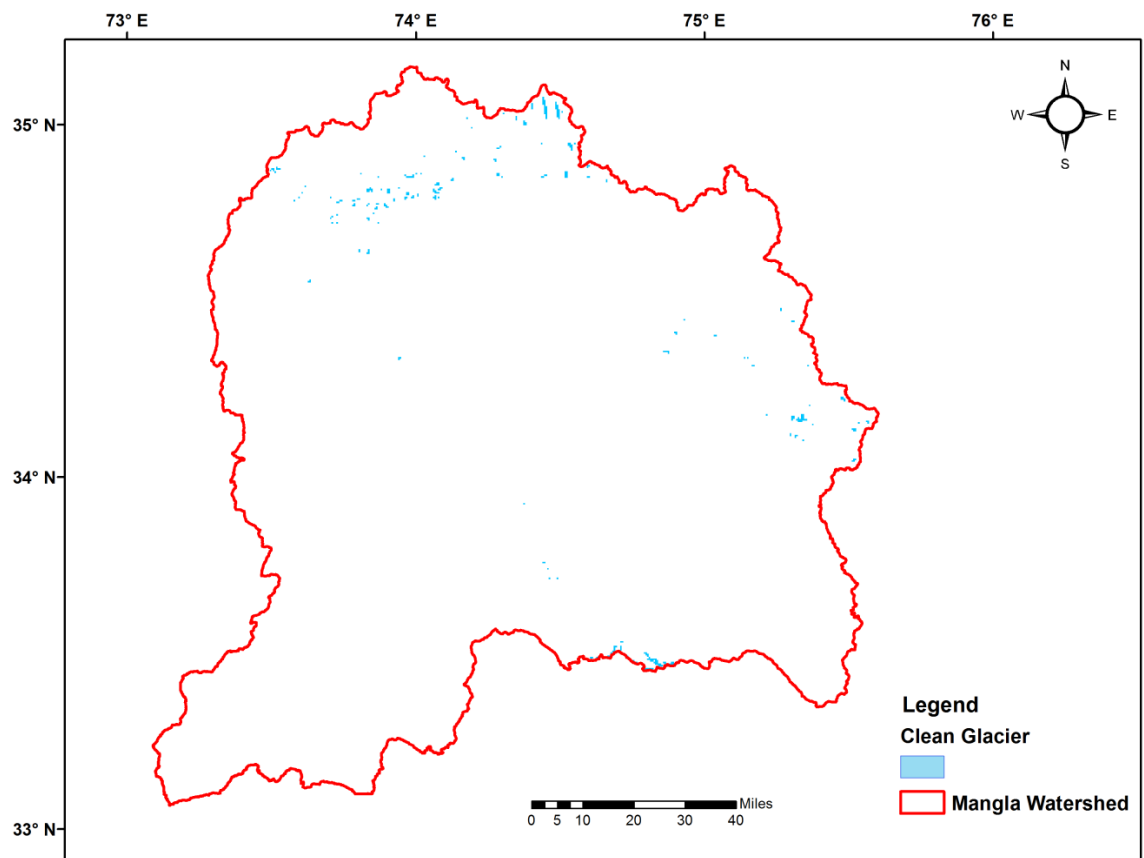 73° E 74° E 75° E 76° E
N
W E
S
35° N
34° N
33° N
Legend
Clean Glacier
Mangla Watershed
Miles
0 5 10 20 30 40